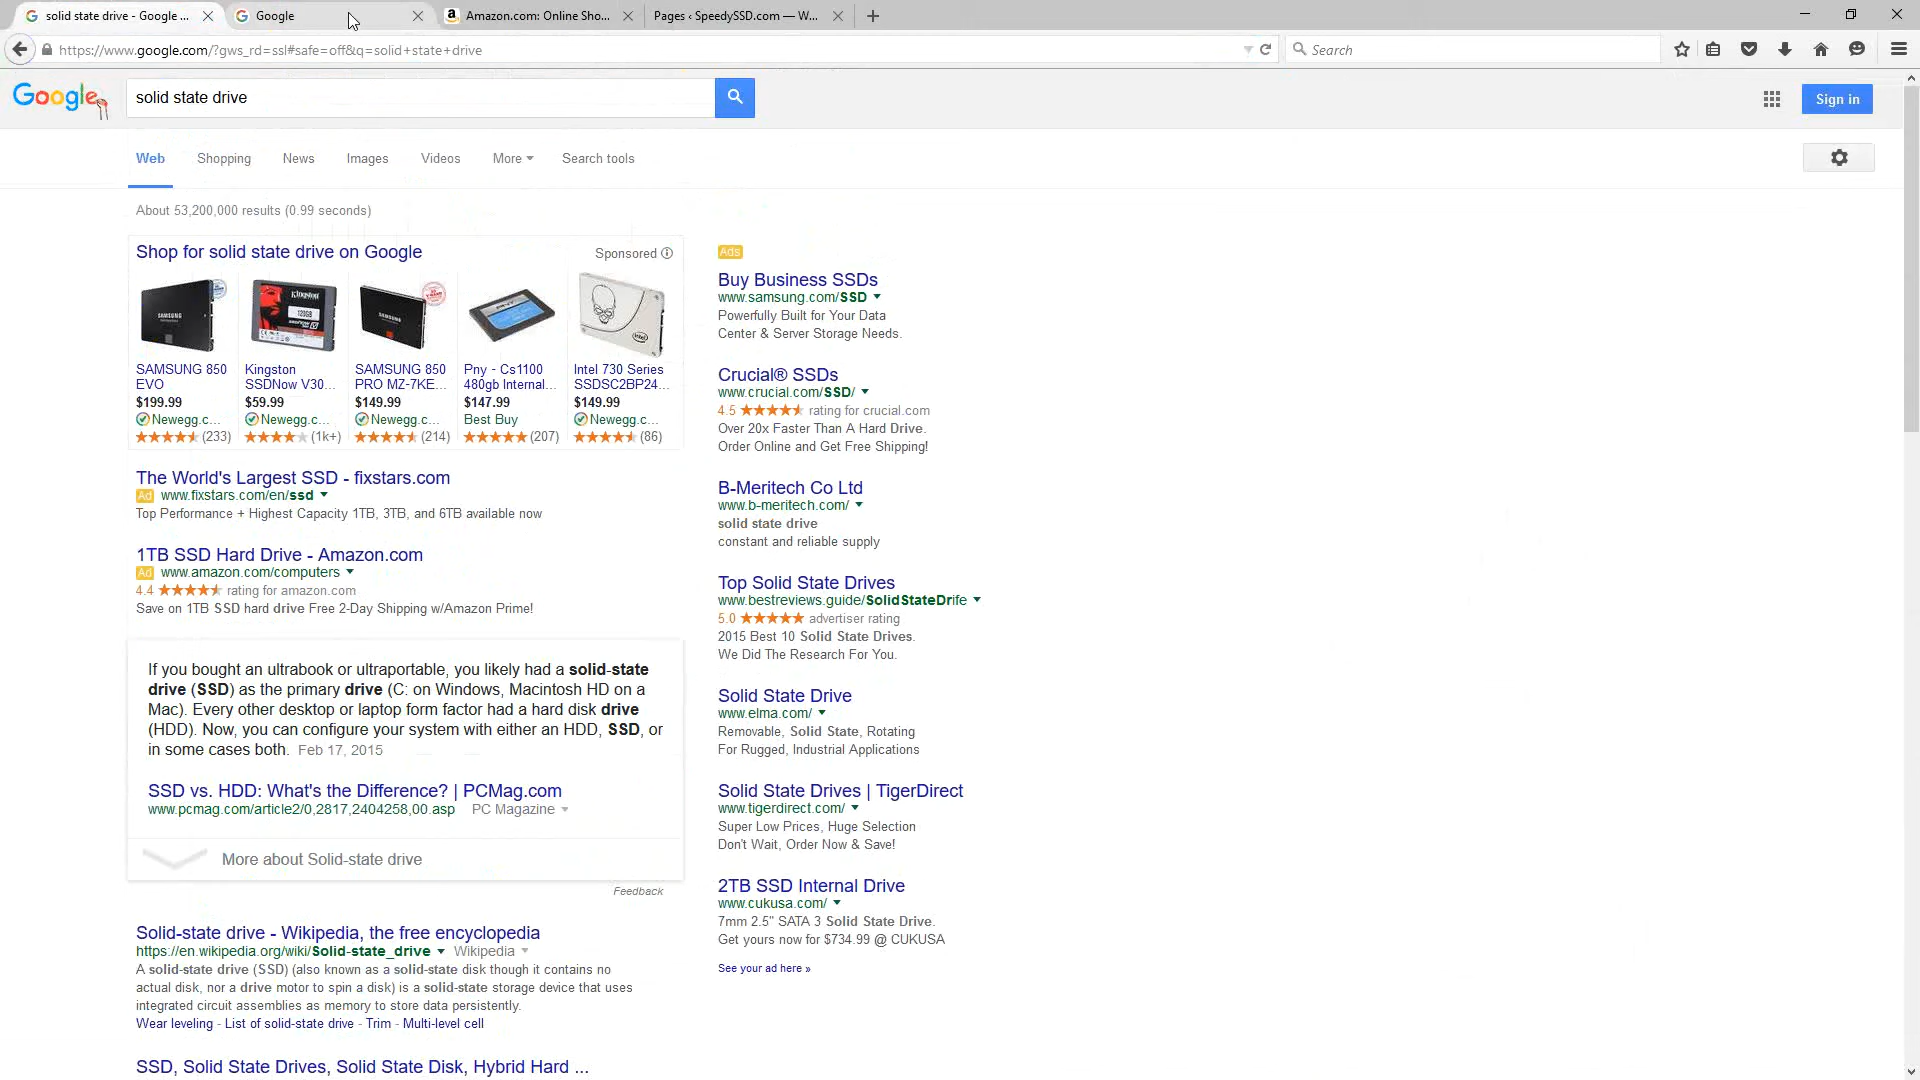 solid state drive - Google ...
Google
Amazon.com: Online Sho...
Pages ‹ SpeedySSD.com — W...
https://www.google.com/?gws_rd=ssl#safe=off&q=solid+state+drive
Search
Google
solid state drive
Sign in
Web Shopping News Images Videos More Search tools
About 53,200,000 results (0.99 seconds)
Shop for solid state drive on Google
Sponsored
SAMSUNG 850 EVO
$199.99
Newegg.c...
(233)
Kingston
SSDNow V30...
$59.99
Newegg.c...
(1k+)
SAMSUNG 850
PRO MZ-7KE...
$149.99
Newegg.c...
(214)
Pny - Cs1100
480gb Internal...
$147.99
Best Buy
(207)
Intel 730 Series
SSDSC2BP24...
$149.99
Newegg.c...
(86)
The World's Largest SSD - fixstars.com
Ad www.fixstars.com/en/ssd
Top Performance + Highest Capacity 1TB, 3TB, and 6TB available now
1TB SSD Hard Drive - Amazon.com
Ad www.amazon.com/computers
4.4 rating for amazon.com
Save on 1TB SSD hard drive Free 2-Day Shipping w/Amazon Prime!
If you bought an ultrabook or ultraportable, you likely had a solid-state
drive (SSD) as the primary drive (C: on Windows, Macintosh HD on a
Mac). Every other desktop or laptop form factor had a hard disk drive
(HDD). Now, you can configure your system with either an HDD, SSD, or
in some cases both. Feb 17, 2015
SSD vs. HDD: What's the Difference? | PCMag.com
www.pcmag.com/article2/0,2817,2404258,00.asp PC Magazine
More about Solid-state drive
Feedback
Solid-state drive - Wikipedia, the free encyclopedia
https://en.wikipedia.org/wiki/Solid-state_drive Wikipedia
A solid-state drive (SSD) (also known as a solid-state disk though it contains no
actual disk, nor a drive motor to spin a disk) is a solid-state storage device that uses
integrated circuit assemblies as memory to store data persistently.
Wear leveling - List of solid-state drive - Trim - Multi-level cell
SSD, Solid State Drives, Solid State Disk, Hybrid Hard ...
Ads
Buy Business SSDs
www.samsung.com/SSD
Powerfully Built for Your Data
Center & Server Storage Needs.
Crucial® SSDs
www.crucial.com/SSD/
4.5 rating for crucial.com
Over 20x Faster Than A Hard Drive.
Order Online and Get Free Shipping!
B-Meritech Co Ltd
www.b-meritech.com/
solid state drive
constant and reliable supply
Top Solid State Drives
www.bestreviews.guide/SolidStateDrife
5.0 advertiser rating
2015 Best 10 Solid State Drives.
We Did The Research For You.
Solid State Drive
www.elma.com/
Removable, Solid State, Rotating
For Rugged, Industrial Applications
Solid State Drives | TigerDirect
www.tigerdirect.com/
Super Low Prices, Huge Selection
Don't Wait, Order Now & Save!
2TB SSD Internal Drive
www.cukusa.com/
7mm 2.5" SATA 3 Solid State Drive.
Get yours now for $734.99 @ CUKUSA
See your ad here »